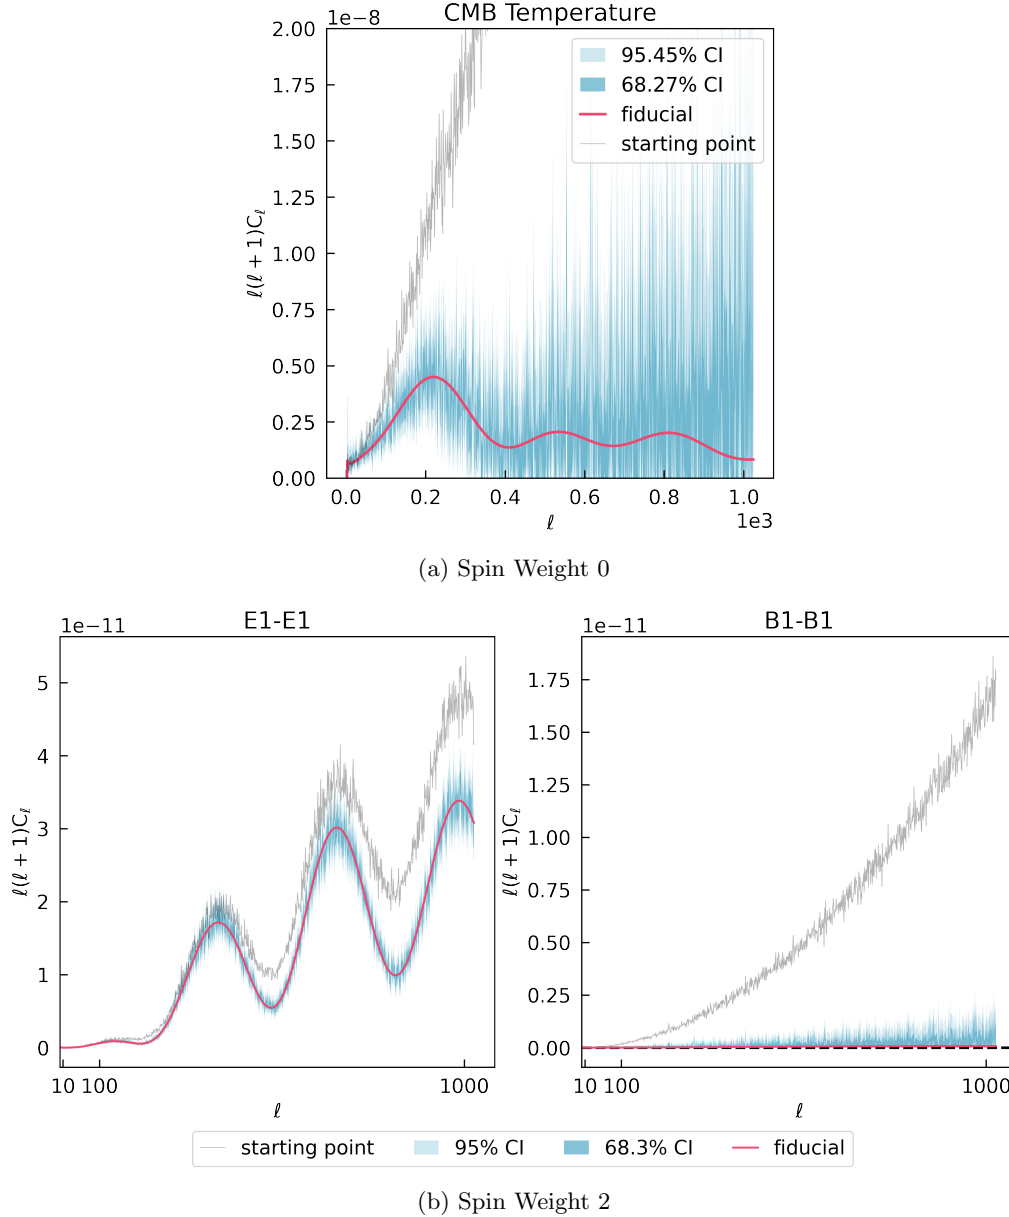 CMB Temperature
1e−8
2.00
1.75
1.50
1.25
1.00
0.75
0.50
0.25
0.00
ℓ(ℓ + 1)Cℓ
95.45% CI
68.27% CI
fiducial
starting point
0.0 0.2 0.4 0.6 0.8 1.0
1e3
ℓ
(a) Spin Weight 0
E1-E1
1e−11
5
4
3
2
1
0
ℓ(ℓ + 1)Cℓ
10 100 1000
ℓ
B1-B1
1e−11
1.75
1.50
1.25
1.00
0.75
0.50
0.25
0.00
ℓ(ℓ + 1)Cℓ
10 100 1000
ℓ
starting point 95% CI 68.3% CI fiducial
(b) Spin Weight 2